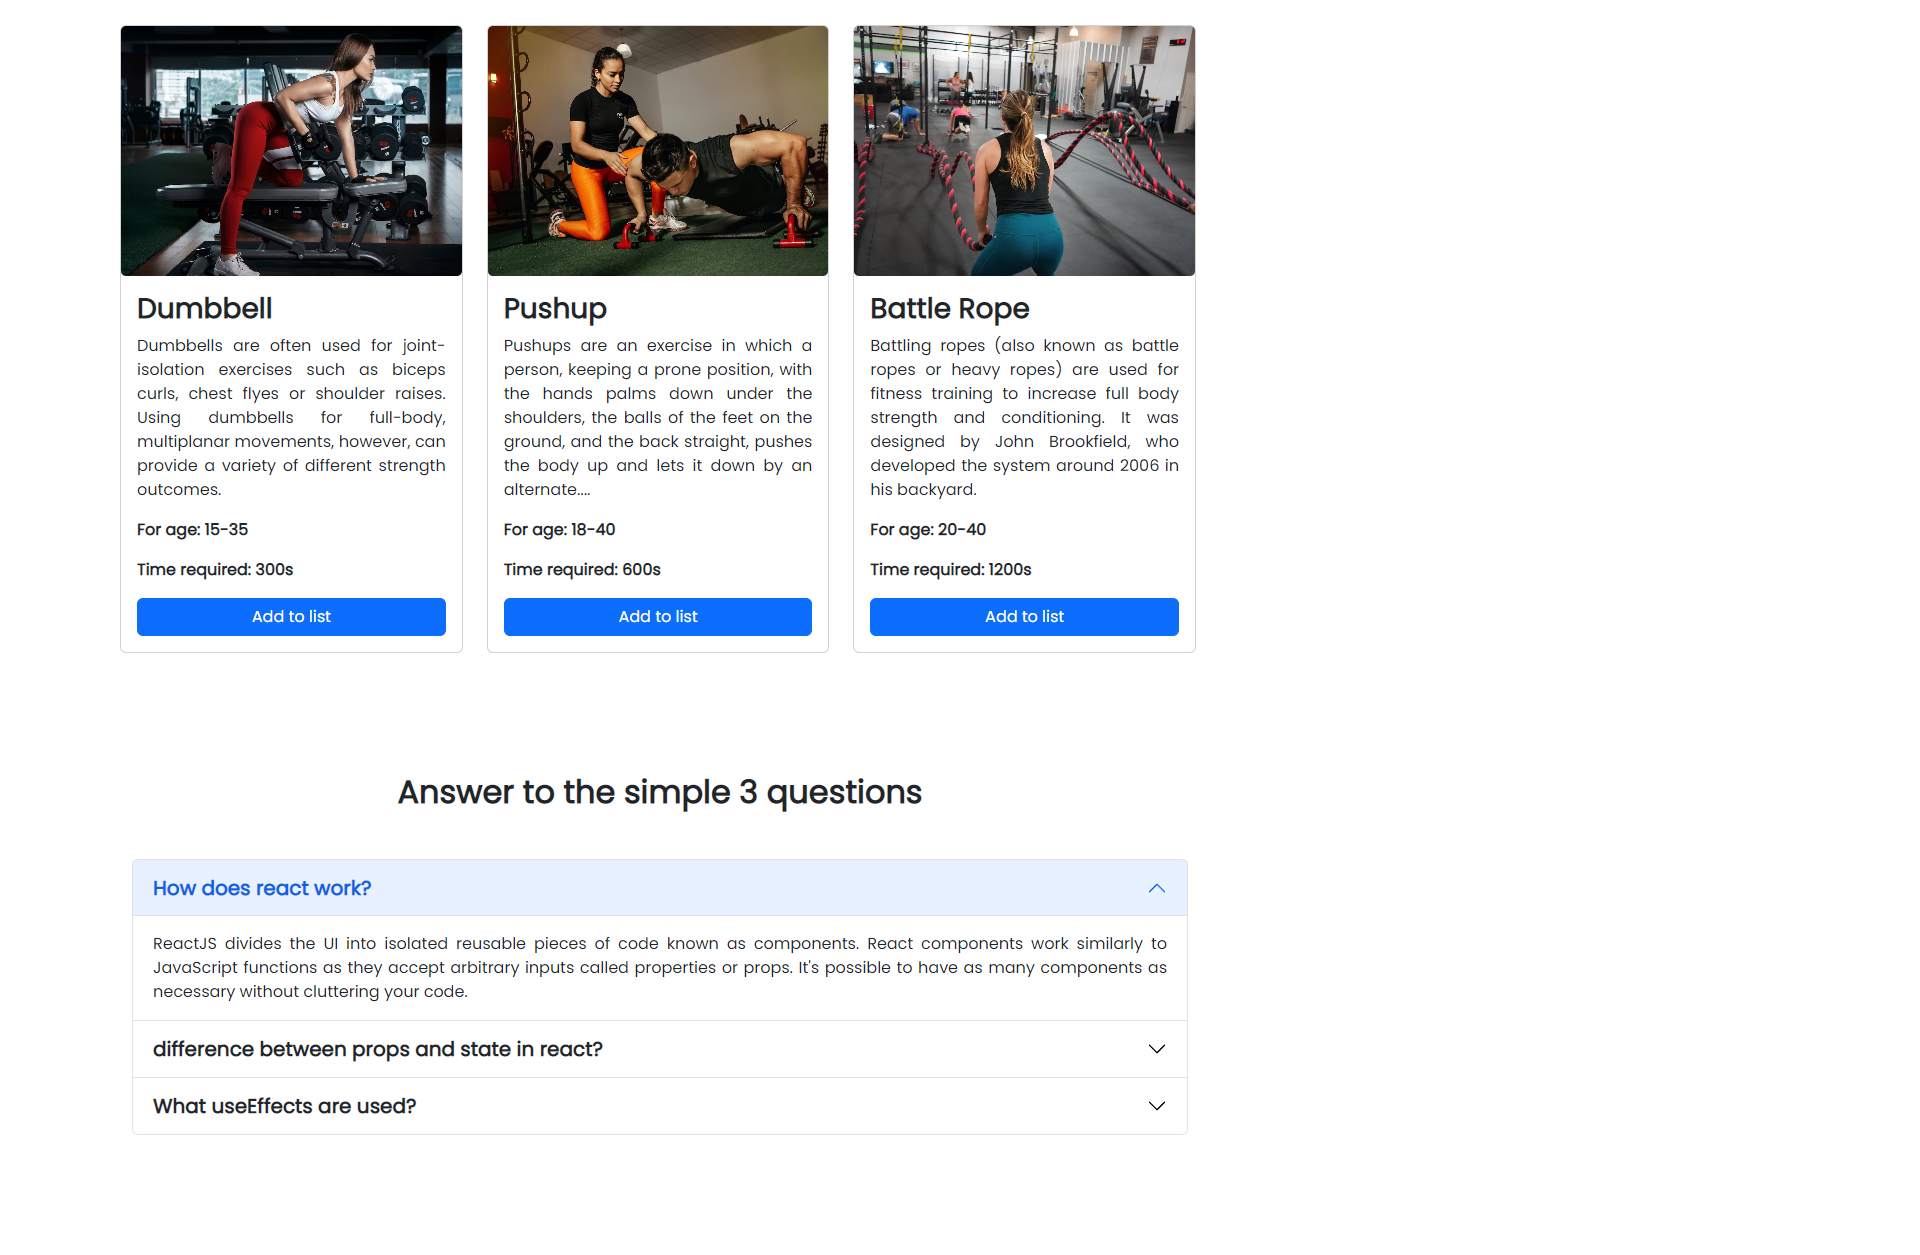 Dumbbell
Dumbbells are often used for joint-
isolation exercises such as biceps
curls, chest flyes or shoulder raises.
Using dumbbells for full-body,
multiplanar movements, however, can
provide a variety of different strength
outcomes.
For age: 15-35
Time required: 300s
Add to list
Pushup
Pushups are an exercise in which a
person, keeping a prone position, with
the hands palms down under the
shoulders, the balls of the feet on the
ground, and the back straight, pushes
the body up and lets it down by an
alternate....
For age: 18-40
Time required: 600s
Add to list
Battle Rope
Battling ropes (also known as battle
ropes or heavy ropes) are used for
fitness training to increase full body
strength and conditioning. It was
designed by John Brookfield, who
developed the system around 2006 in
his backyard.
For age: 20-40
Time required: 1200s
Add to list
Answer to the simple 3 questions
How does react work?
ReactJS divides the UI into isolated reusable pieces of code known as components. React components work similarly to
JavaScript functions as they accept arbitrary inputs called properties or props. It's possible to have as many components as
necessary without cluttering your code.
difference between props and state in react?
What useEffects are used?